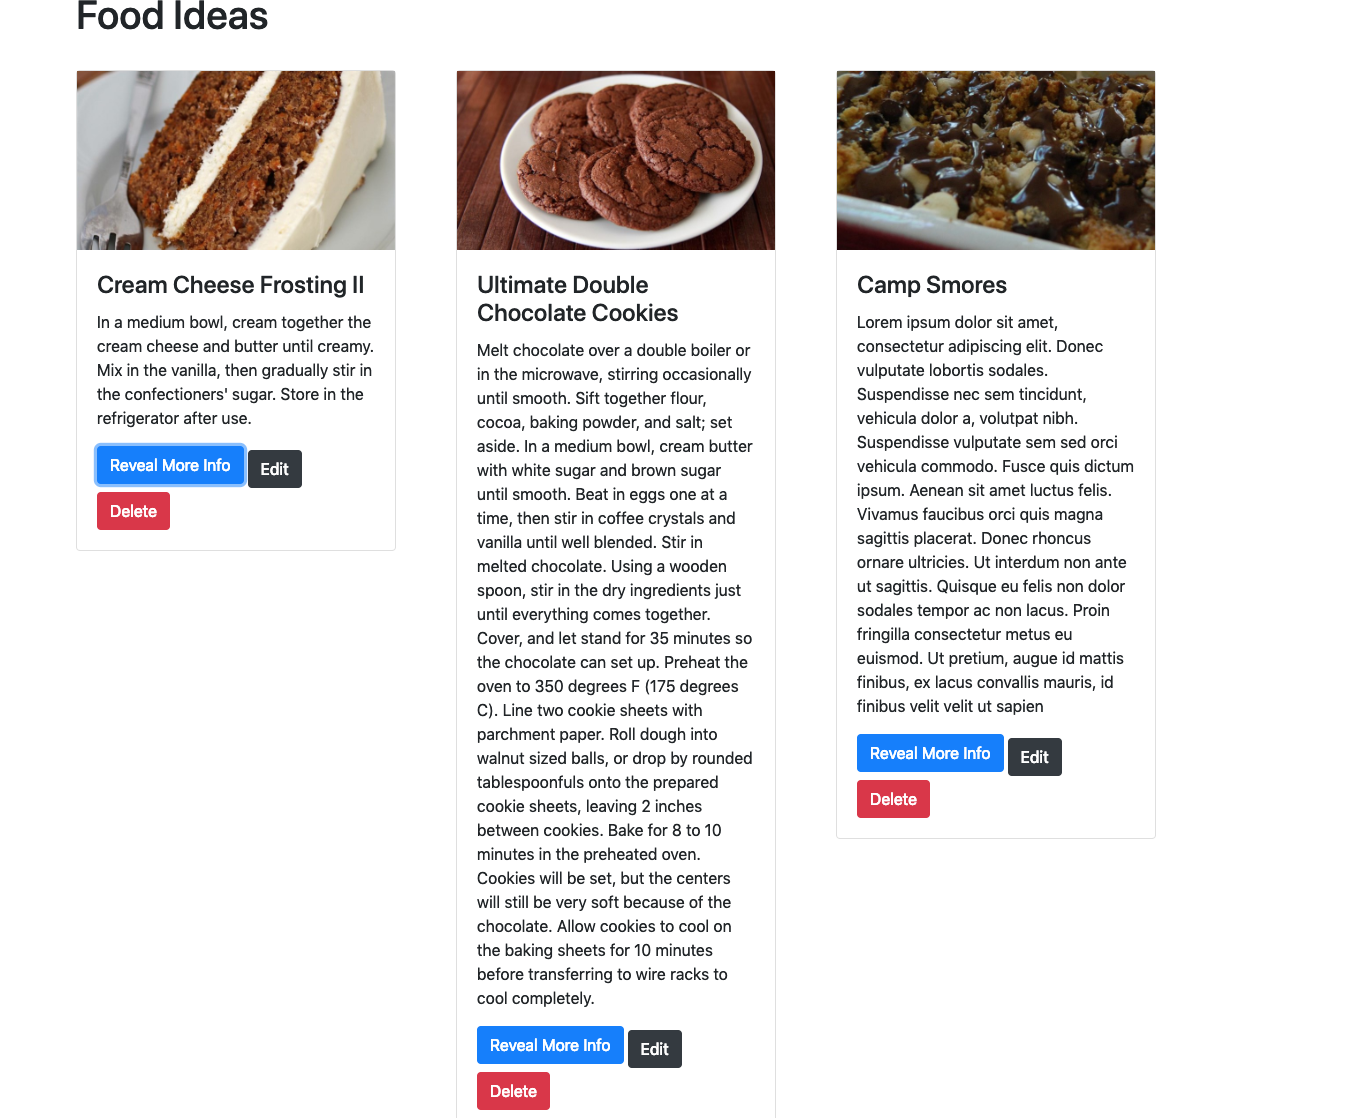 Food Ideas
Cream Cheese Frosting II
In a medium bowl, cream together the
cream cheese and butter until creamy.
Mix in the vanilla, then gradually stir in
the confectioners' sugar. Store in the
refrigerator after use.
Reveal More Info
Edit
Delete
Ultimate Double
Chocolate Cookies
Melt chocolate over a double boiler or
in the microwave, stirring occasionally
until smooth. Sift together flour,
cocoa, baking powder, and salt; set
aside. In a medium bowl, cream butter
with white sugar and brown sugar
until smooth. Beat in eggs one at a
time, then stir in coffee crystals and
vanilla until well blended. Stir in
melted chocolate. Using a wooden
spoon, stir in the dry ingredients just
until everything comes together.
Cover, and let stand for 35 minutes so
the chocolate can set up. Preheat the
oven to 350 degrees F (175 degrees
C). Line two cookie sheets with
parchment paper. Roll dough into
walnut sized balls, or drop by rounded
tablespoonfuls onto the prepared
cookie sheets, leaving 2 inches
between cookies. Bake for 8 to 10
minutes in the preheated oven.
Cookies will be set, but the centers
will still be very soft because of the
chocolate. Allow cookies to cool on
the baking sheets for 10 minutes
before transferring to wire racks to
cool completely.
Reveal More Info
Edit
Delete
Camp Smores
Lorem ipsum dolor sit amet,
consectetur adipiscing elit. Donec
vulputate lobortis sodales.
Suspendisse nec sem tincidunt,
vehicula dolor a, volutpat nibh.
Suspendisse vulputate sem sed orci
vehicula commodo. Fusce quis dictum
ipsum. Aenean sit amet luctus felis.
Vivamus faucibus orci quis magna
sagittis placerat. Donec rhoncus
ornare ultricies. Ut interdum non ante
ut sagittis. Quisque eu felis non dolor
sodales tempor ac non lacus. Proin
fringilla consectetur metus eu
euismod. Ut pretium, augue id mattis
finibus, ex lacus convallis mauris, id
finibus velit velit ut sapien
Reveal More Info
Edit
Delete